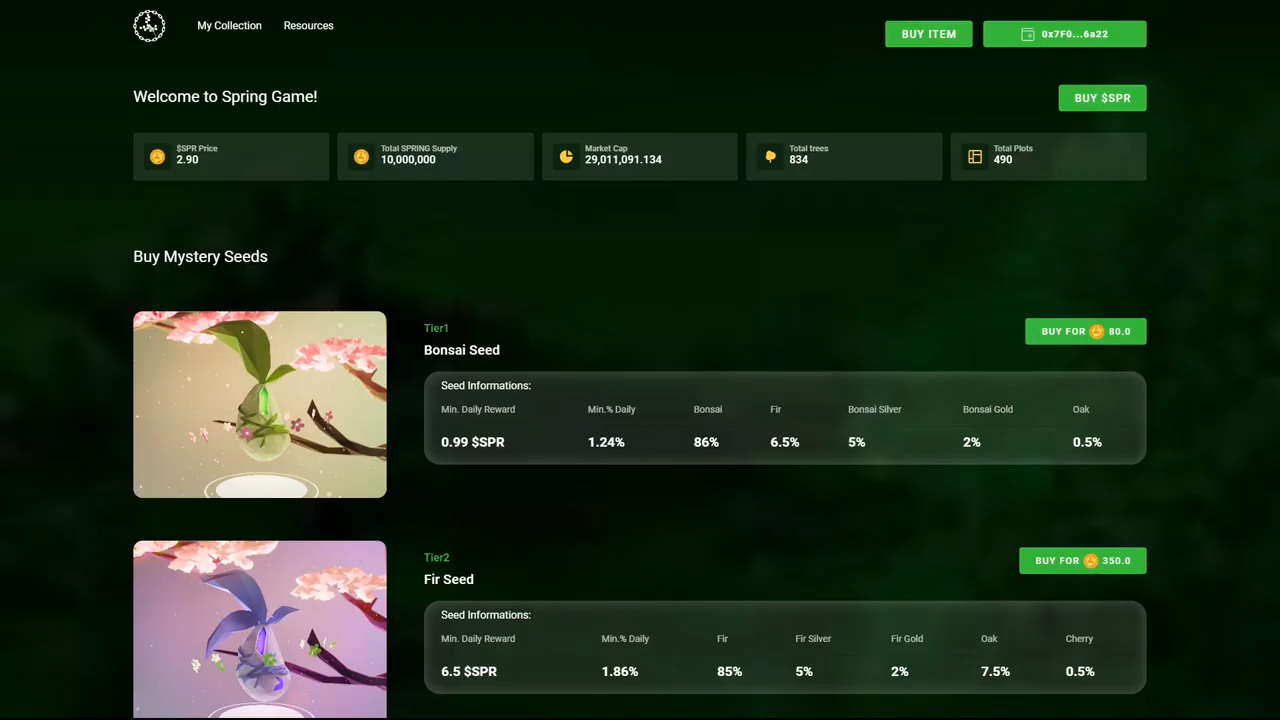 My Collection Resources
BUY ITEM 0x7F0...6a22
Welcome to Spring Game!
BUY $SPR
$SPR Price
2.90
Total SPRING Supply
10,000,000
Market Cap
29,011,091.134
Total trees
834
Total Plots
490
Buy Mystery Seeds
Tier1
Bonsai Seed
BUY FOR 80.0
Seed Informations:
Min. Daily Reward Min.% Daily Bonsai Fir Bonsai Silver Bonsai Gold Oak
0.99 $SPR 1.24% 86% 6.5% 5% 2% 0.5%
Tier2
Fir Seed
BUY FOR 350.0
Seed Informations:
Min. Daily Reward Min.% Daily Fir Fir Silver Fir Gold Oak Cherry
6.5 $SPR 1.86% 85% 5% 2% 7.5% 0.5%